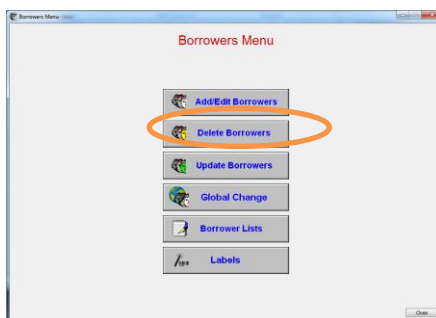 Borrowers Menu
Borrowers Menu
Add/Edit Borrowers
Delete Borrowers
Update Borrowers
Global Change
Borrower Lists
Labels
Close